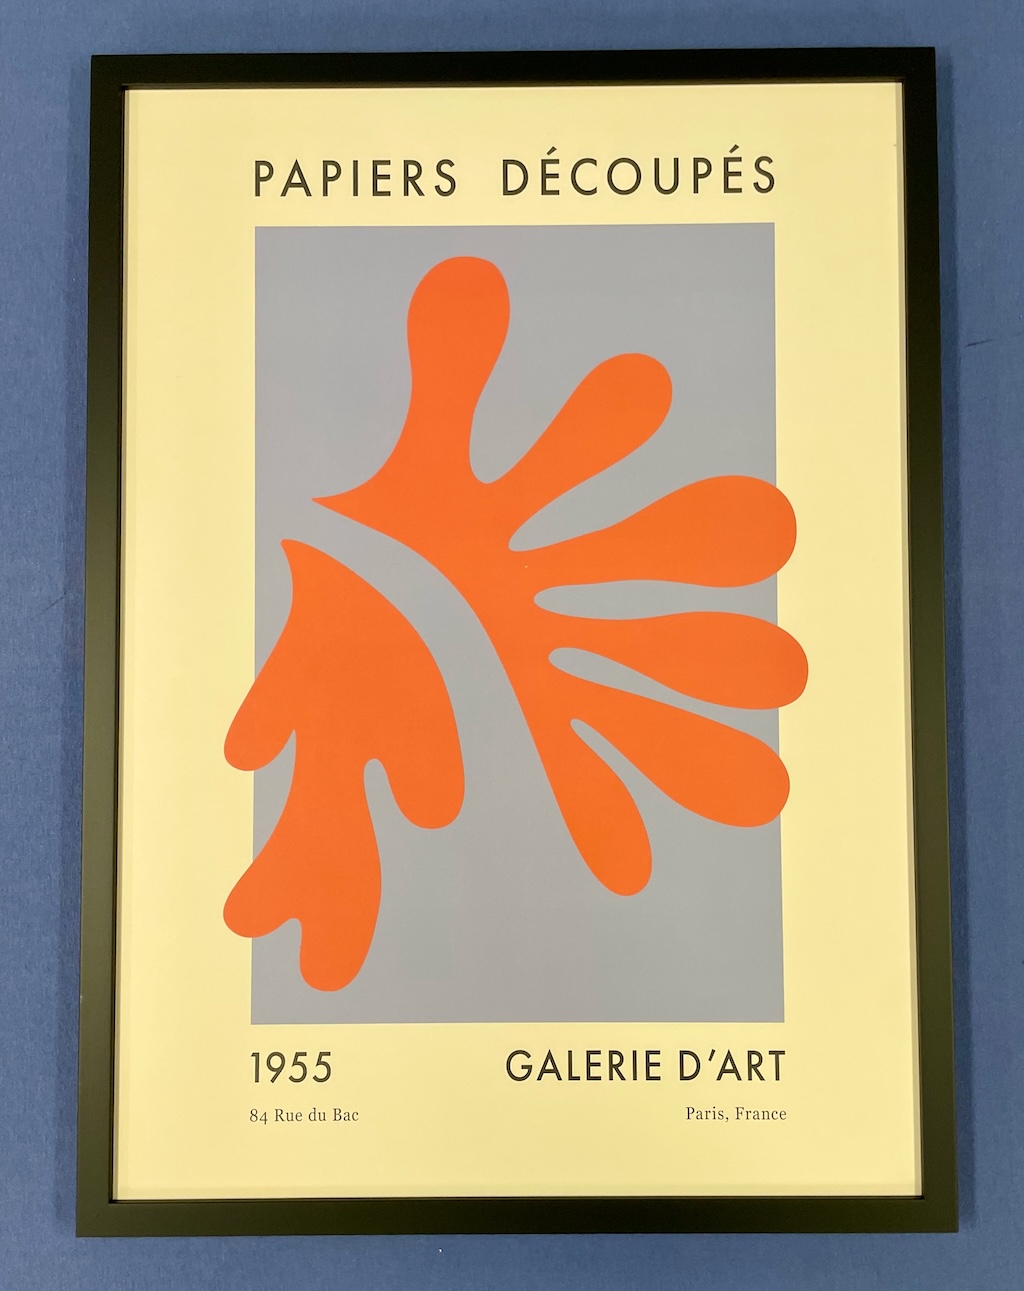 PAPIERS DÉCOUPÉS
1955
GALERIE D'ART
84 Rue du Bac
Paris, France